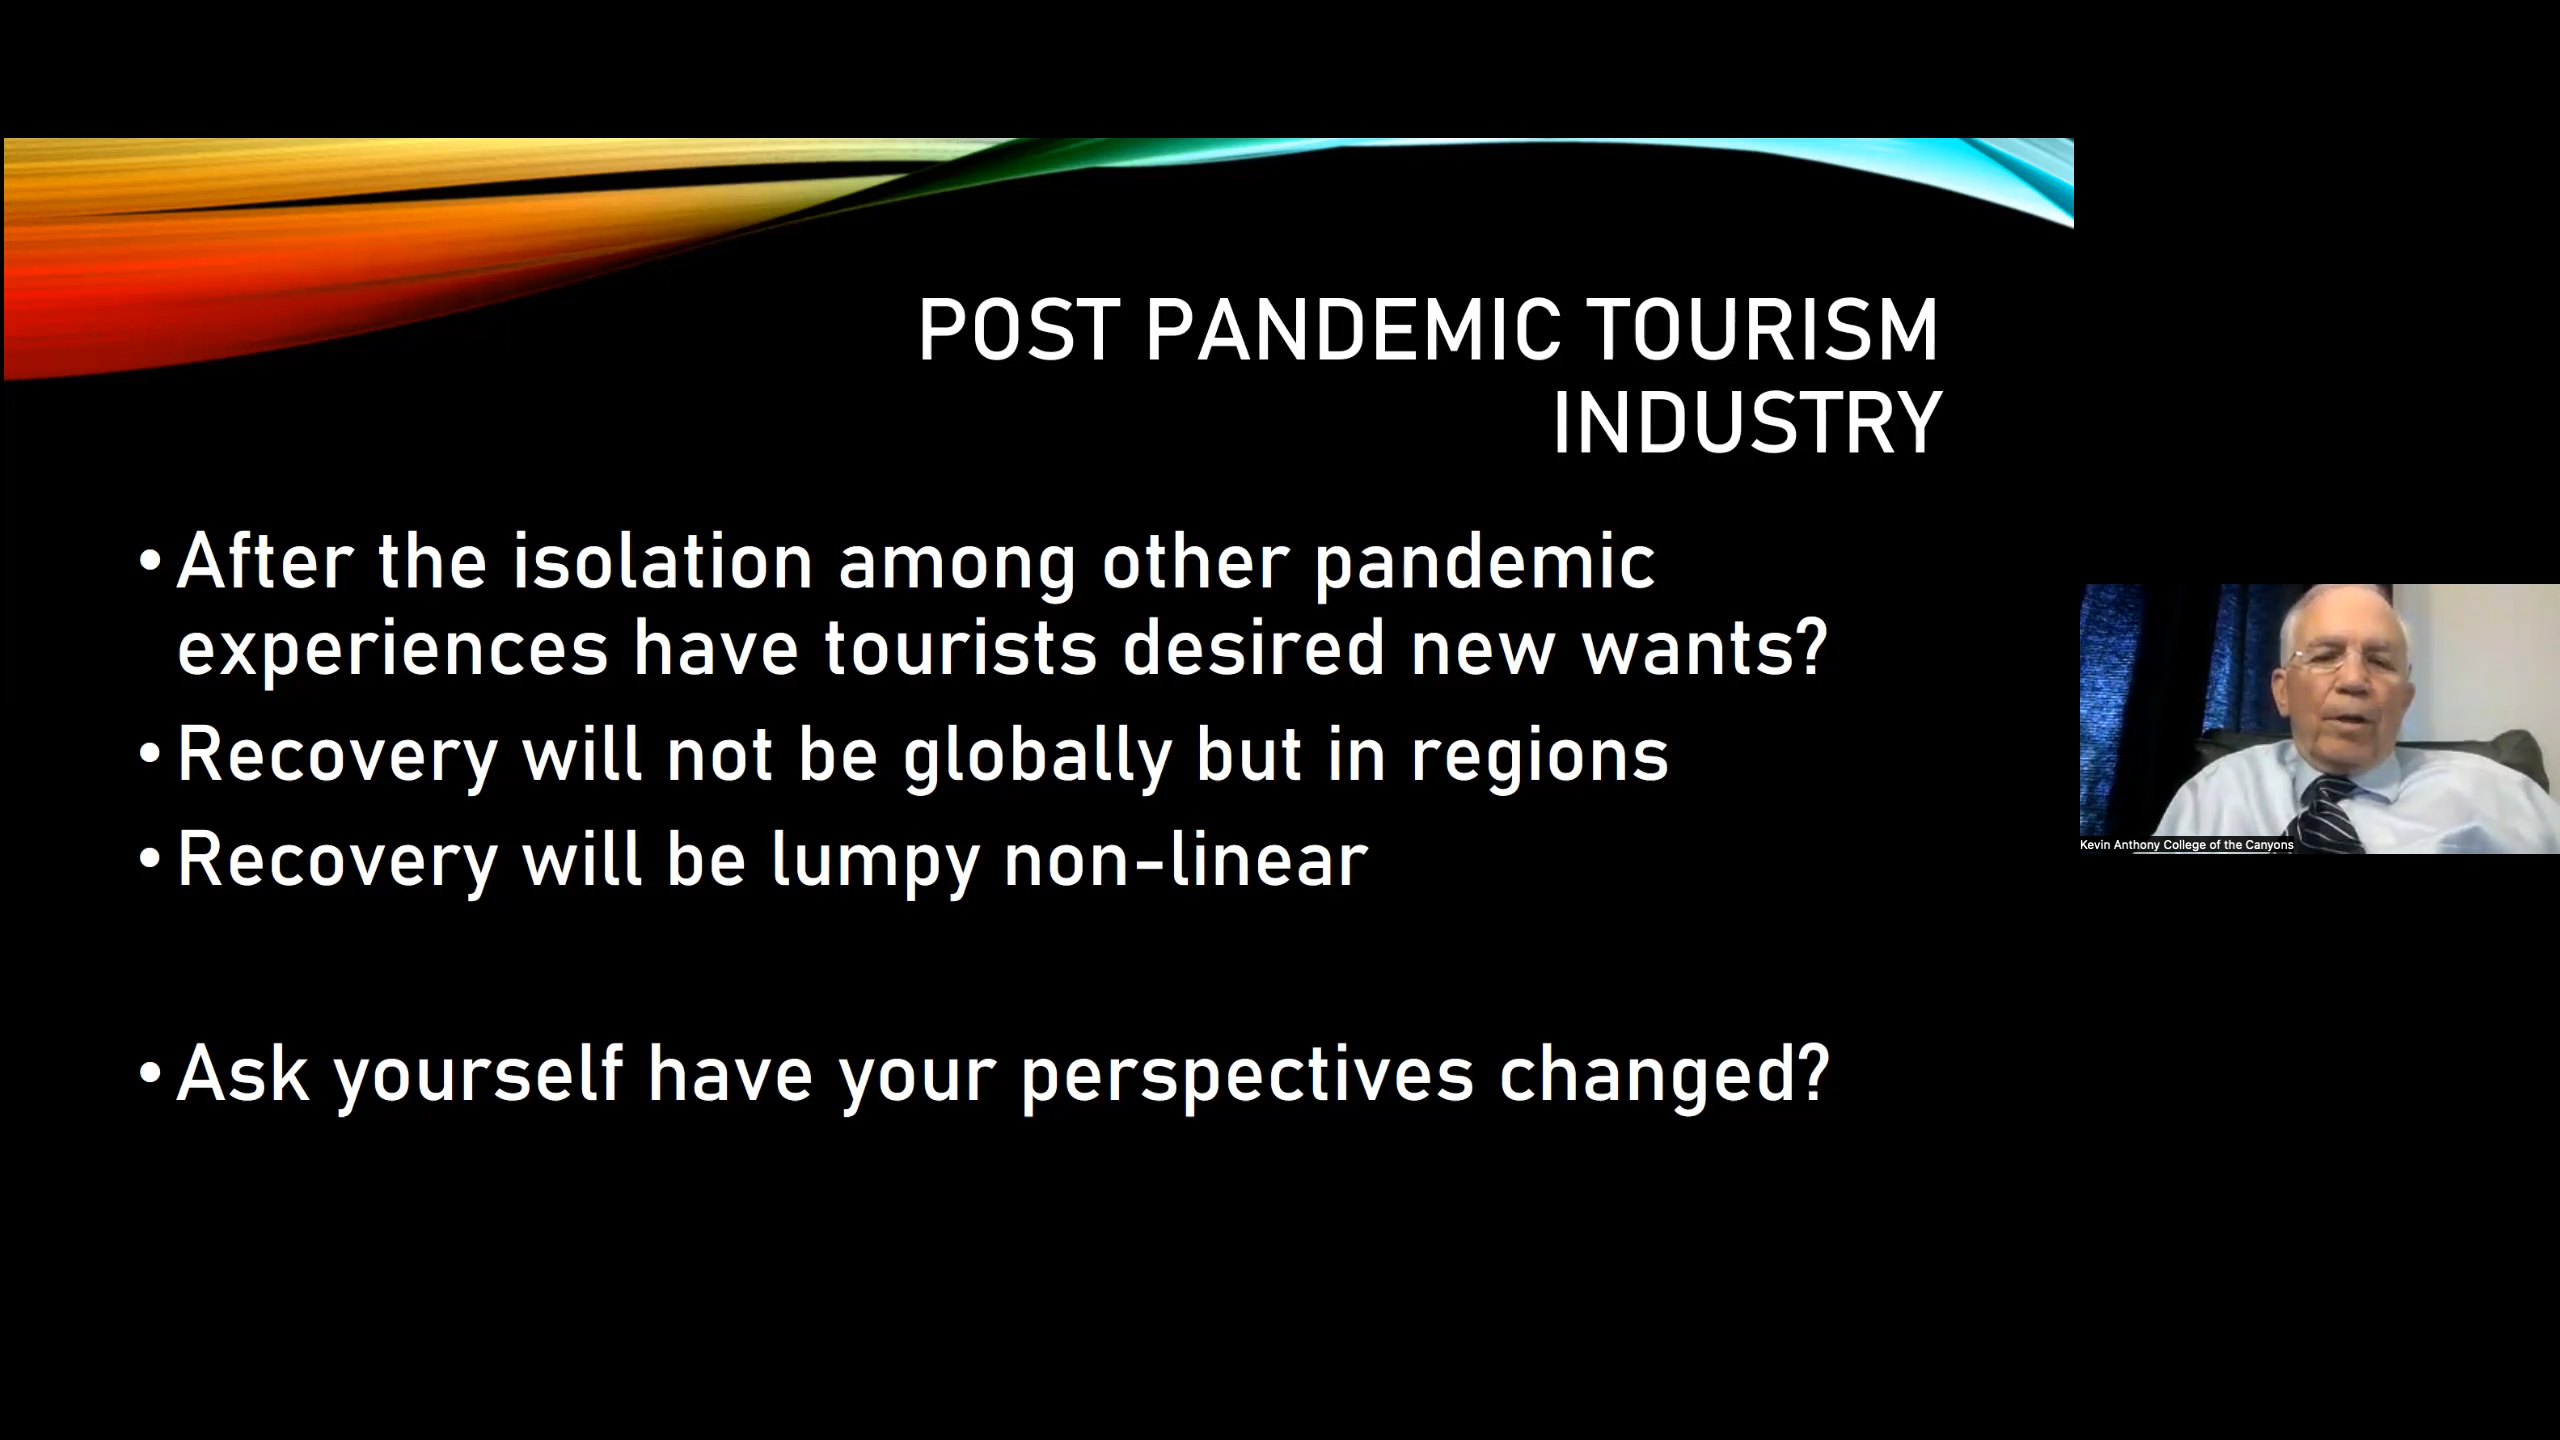 POST PANDEMIC TOURISM
INDUSTRY
• After the isolation among other pandemic
experiences have tourists desired new wants?
• Recovery will not be globally but in regions
• Recovery will be lumpy non-linear
• Ask yourself have your perspectives changed?
Kevin Anthony College of the Canyons